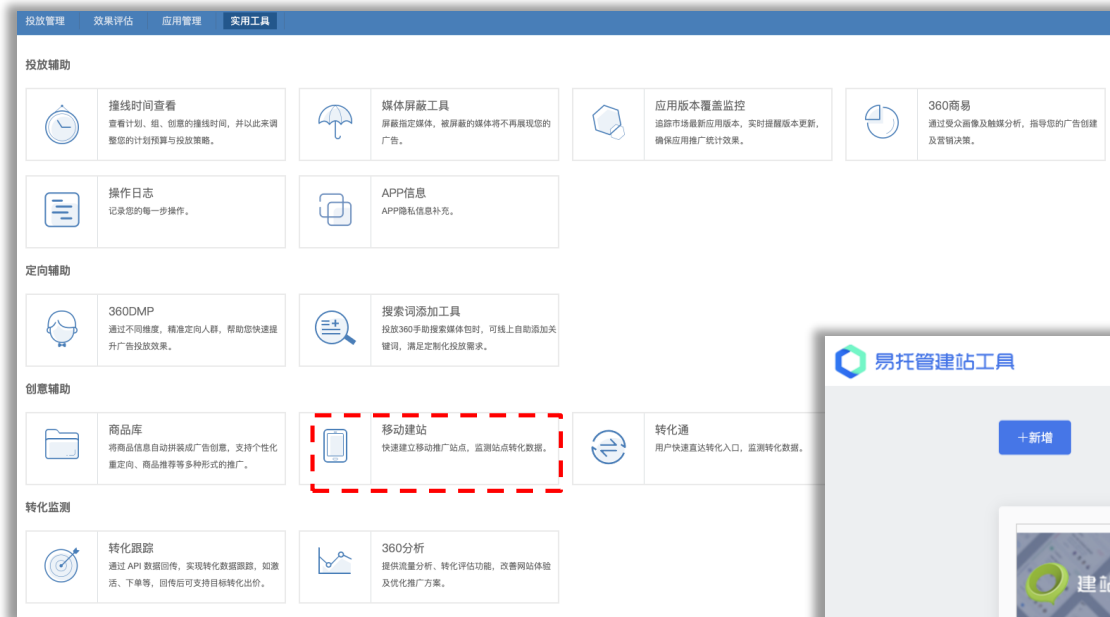 投放管理 效果评估 应用管理 实用工具
投放辅助
撞线时间查看
查看计划、组、创意的撞线时间，并以此来调
整您的计划预算与投放策略。
媒体屏蔽工具
屏蔽指定媒体，被屏蔽的媒体将不再展现您的
广告。
应用版本覆盖监控
追踪市场最新应用版本，实时提醒版本更新，
确保应用推广统计效果。
360商易
通过受众画像及触媒分析，指导您的广告创建
及营销决策。
操作日志
记录您的每一步操作。
APP信息
APP隐私信息补充。
定向辅助
360DMP
通过不同维度，精准定向人群，帮助您快速提
升广告投放效果。
搜索词添加工具
投放360手助搜索媒体包时，可线上自助添加关
键词，满足定制化投放需求。
创意辅助
商品库
将商品信息自动拼装成广告创意，支持个性化
重定向、商品推荐等多种形式的推广。
移动建站
快速建立移动推广站点，监测站点转化数据。
转化通
用户快速直达转化入口，监测转化数据。
转化监测
转化跟踪
通过 API 数据回传，实现转化数据跟踪，如激
活、下单等，回传后可支持目标转化出价。
360分析
提供流量分析、转化评估功能，改善网站体验
及优化推广方案。
易托管建站工具
＋新增
建站